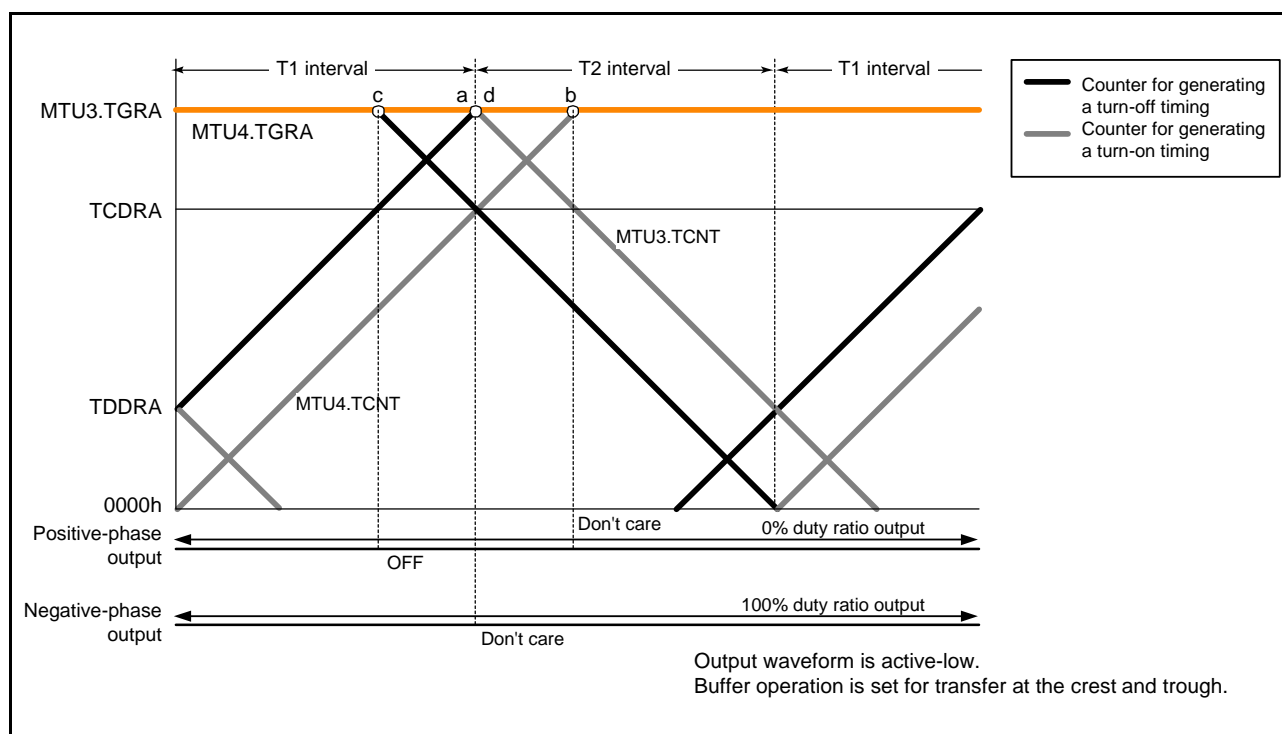 T1 interval
T2 interval
T1 interval
Counter for generating
a turn-off timing
Counter for generating
a turn-on timing
c
a
d
b
MTU3.TGRA
MTU4.TGRA
TCDRA
MTU3.TCNT
MTU4.TCNT
TDDRA
0000h
Don't care
0% duty ratio output
Positive-phase
output
OFF
100% duty ratio output
Negative-phase
output
Don't care
Output waveform is active-low.
Buffer operation is set for transfer at the crest and trough.